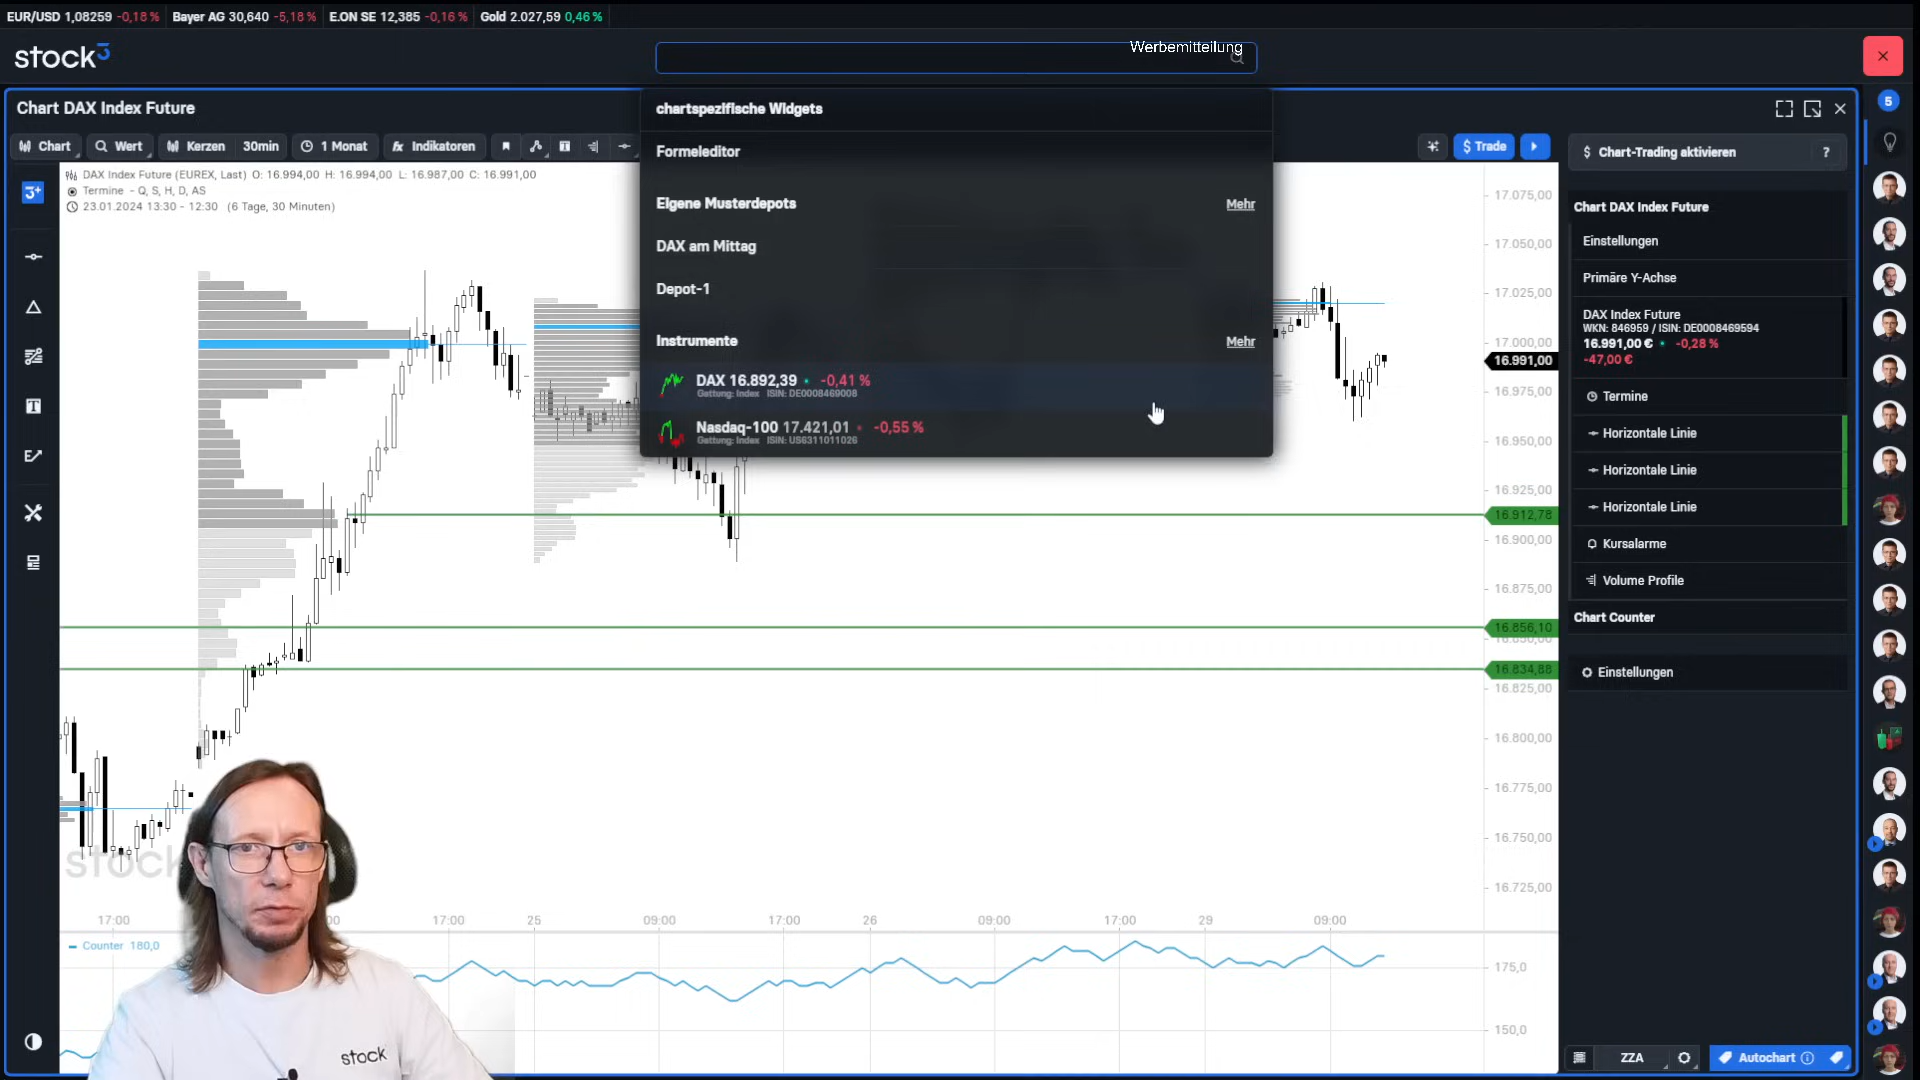 EUR/USD 1,08259 -0,18 % Bayer AG 30,640 -5,18 % E.ON SE 12,385 -0,16 % Gold 2.027,59 0,46 %
stock3
Werbemitteilung
Chart DAX Index Future
Chart Wert Kerzen 30min 1 Monat fx Indikatoren
$ Trade
DAX Index Future (EUREX, Last) O: 16.994,00 H: 16.994,00 L: 16.987,00 C: 16.991,00
Termine - Q, S, H, D, AS
23.01.2024 13:30 - 12:30 (6 Tage, 30 Minuten)
3+
chartspezifische Widgets
Formeleditor
Eigene Musterdepots Mehr
DAX am Mittag
Depot-1
Instrumente Mehr
DAX 16.892,39 • -0,41 %
Gattung: Index ISIN: DE0008469008
Nasdaq-100 17.421,01 • -0,55 %
Gattung: Index ISIN: US6311011026
17.075,00
17.050,00
17.025,00
17.000,00
16.991,00
16.975,00
16.950,00
16.925,00
16.912,78
16.900,00
16.875,00
16.856,10
16.834,88
16.825,00
16.800,00
16.775,00
16.750,00
16.725,00
17:00 17:00 25 09:00 17:00 26 09:00 17:00 29 09:00
Counter 180,0
175,0
150,0
stock
5
$ Chart-Trading aktivieren ?
Chart DAX Index Future
Einstellungen
Primäre Y-Achse
DAX Index Future
WKN: 846959 / ISIN: DE0008469594
16.991,00 € • -0,28 %
-47,00 €
Termine
Horizontale Linie
Horizontale Linie
Horizontale Linie
Kursalarme
Volume Profile
Chart Counter
Einstellungen
ZZA Autochart